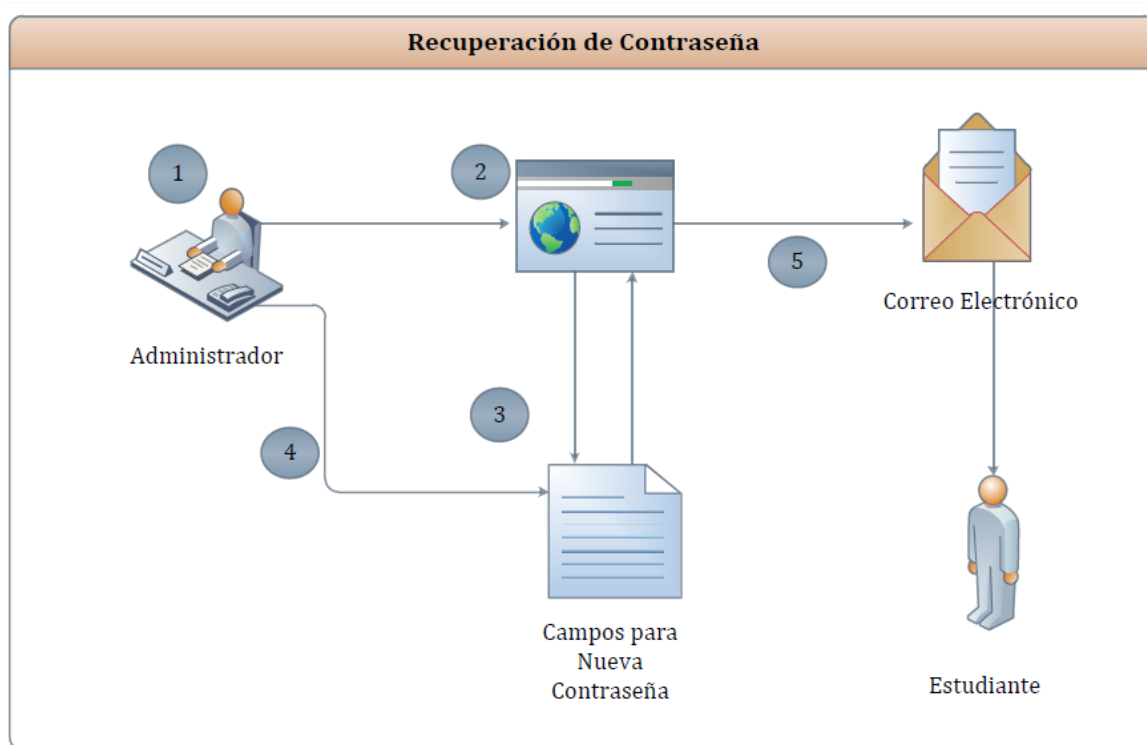 Recuperación de Contraseña
1
2
5
Correo Electrónico
Administrador
3
4
Campos para
Nueva
Contraseña
Estudiante